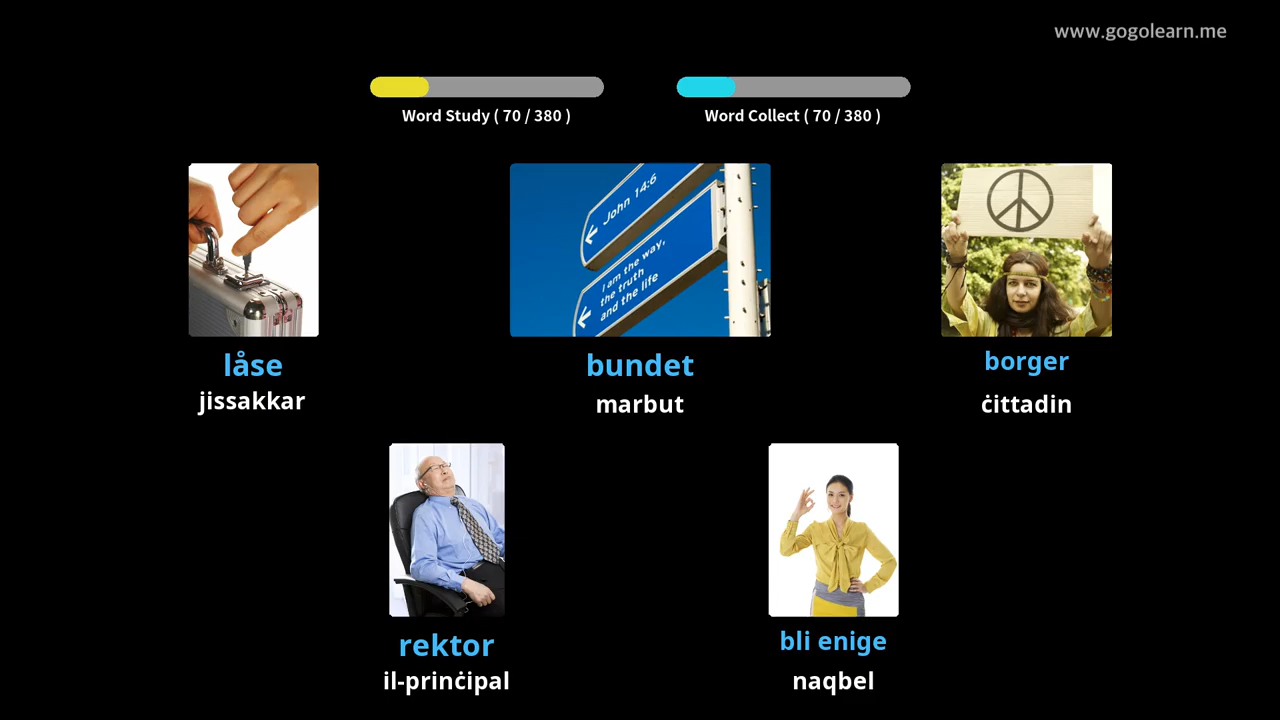 www.gogolearn.me
Word Study ( 70 / 380 )
Word Collect ( 70 / 380 )
John 14:6
I am the way,
the truth
and the life
låse
jissakkar
bundet
marbut
borger
ċittadin
rektor
il-prinċipal
bli enige
naqbel